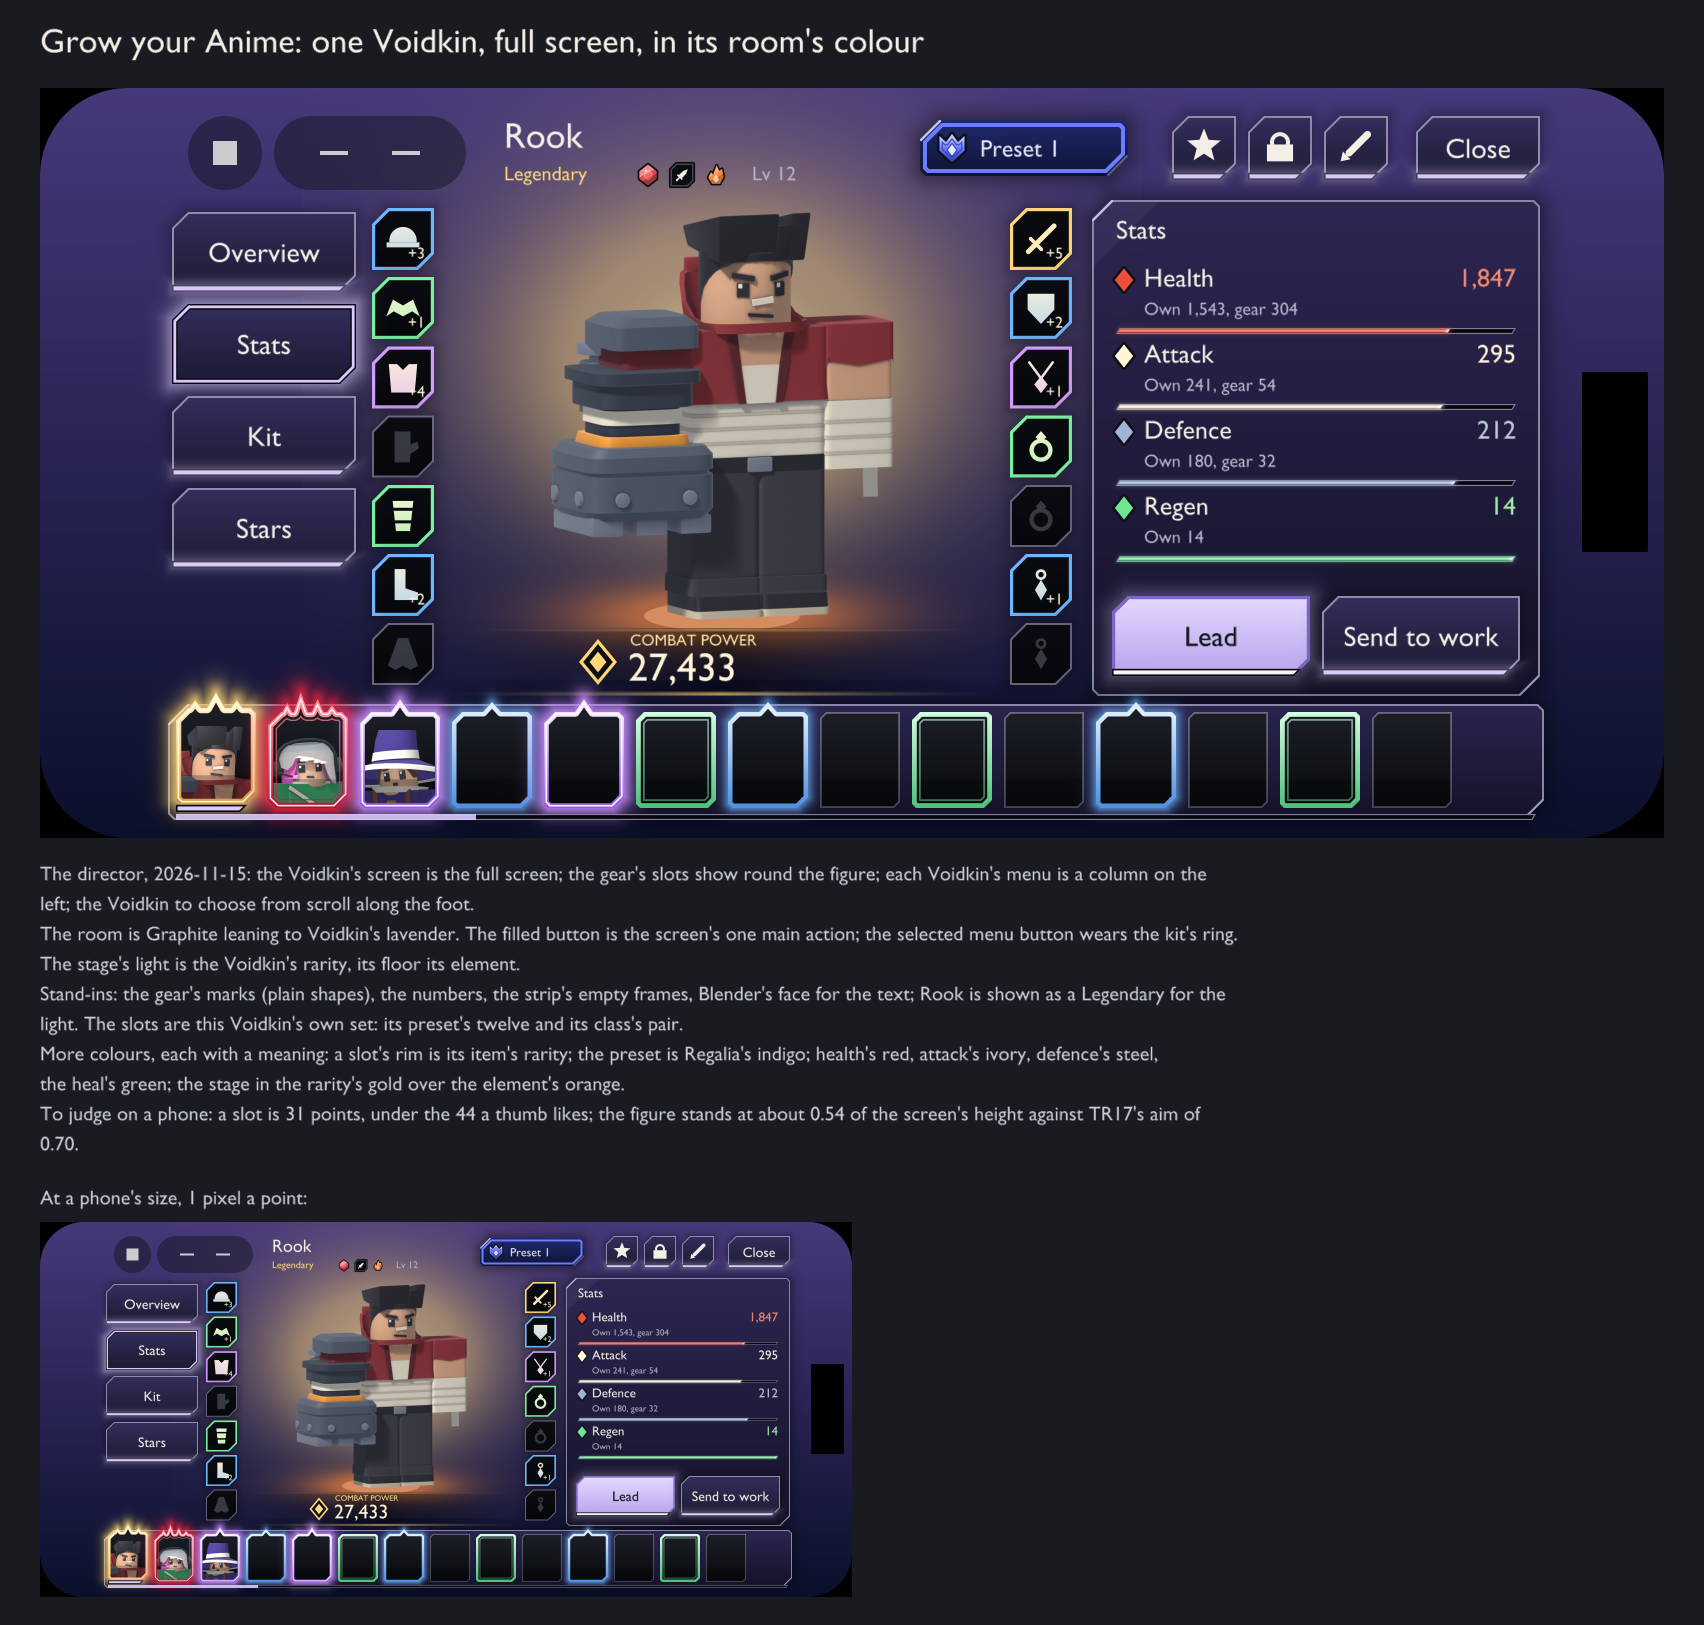 Grow your Anime: one Voidkin, full screen, in its room's colour
Rook
Legendary
Lv 12
Preset 1
Close
Overview
Stats
Kit
Stars
+3
+1
+4
+2
+5
+2
+1
+1
Stats
Health 1,847
Own 1,543, gear 304
Attack 295
Own 241, gear 54
Defence 212
Own 180, gear 32
Regen 14
Own 14
Lead
Send to work
COMBAT POWER
27,433
The director, 2026-11-15: the Voidkin's screen is the full screen; the gear's slots show round the figure; each Voidkin's menu is a column on the
left; the Voidkin to choose from scroll along the foot.
The room is Graphite leaning to Voidkin's lavender. The filled button is the screen's one main action; the selected menu button wears the kit's ring.
The stage's light is the Voidkin's rarity, its floor its element.
Stand-ins: the gear's marks (plain shapes), the numbers, the strip's empty frames, Blender's face for the text; Rook is shown as a Legendary for the
light. The slots are this Voidkin's own set: its preset's twelve and its class's pair.
More colours, each with a meaning: a slot's rim is its item's rarity; the preset is Regalia's indigo; health's red, attack's ivory, defence's steel,
the heal's green; the stage in the rarity's gold over the element's orange.
To judge on a phone: a slot is 31 points, under the 44 a thumb likes; the figure stands at about 0.54 of the screen's height against TR17's aim of
0.70.
At a phone's size, 1 pixel a point:
Rook
Legendary
Lv 12
Preset 1
Close
Overview
Stats
Kit
Stars
+3
+1
+4
+2
+5
+2
+1
+1
Stats
Health 1,847
Own 1,543, gear 304
Attack 295
Own 241, gear 54
Defence 212
Own 180, gear 32
Regen 14
Own 14
Lead
Send to work
COMBAT POWER
27,433